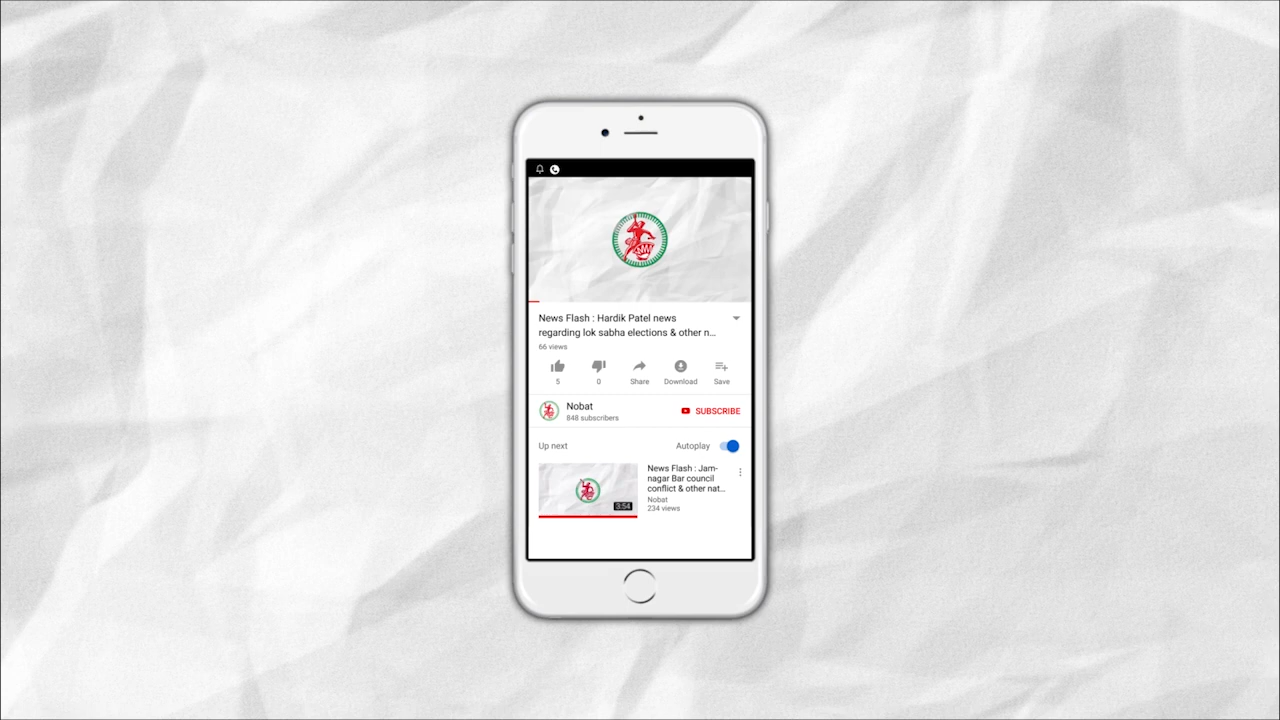 News Flash : Hardik Patel news
regarding lok sabha elections & other n...
66 views
5
0
Share
Download
Save
Nobat
848 subscribers
SUBSCRIBE
Up next
Autoplay
3:54
News Flash : Jam-
nagar Bar council
conflict & other nat...
Nobat
234 views